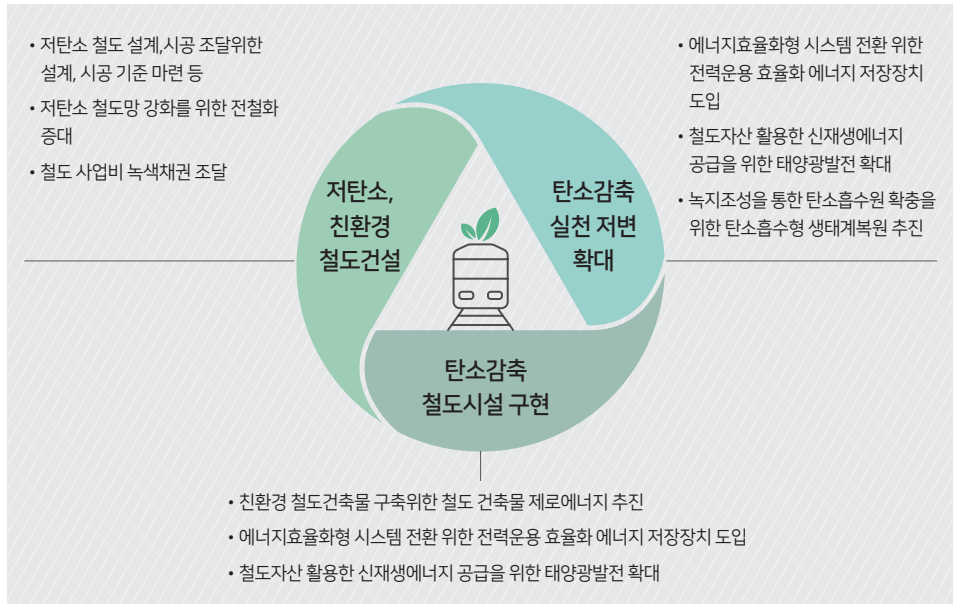 • 저탄소 철도 설계,시공 조달위한
설계, 시공 기준 마련 등
• 저탄소 철도망 강화를 위한 전철화
증대
• 철도 사업비 녹색채권 조달
• 에너지효율화형 시스템 전환 위한
전력운용 효율화 에너지 저장장치
도입
• 철도자산 활용한 신재생에너지
공급을 위한 태양광발전 확대
• 녹지조성을 통한 탄소흡수원 확충을
위한 탄소흡수형 생태계복원 추진
저탄소,
친환경
철도건설
탄소감축
실천 저변
확대
탄소감축
철도시설 구현
• 친환경 철도건축물 구축위한 철도 건축물 제로에너지 추진
• 에너지효율화형 시스템 전환 위한 전력운용 효율화 에너지 저장장치 도입
• 철도자산 활용한 신재생에너지 공급을 위한 태양광발전 확대